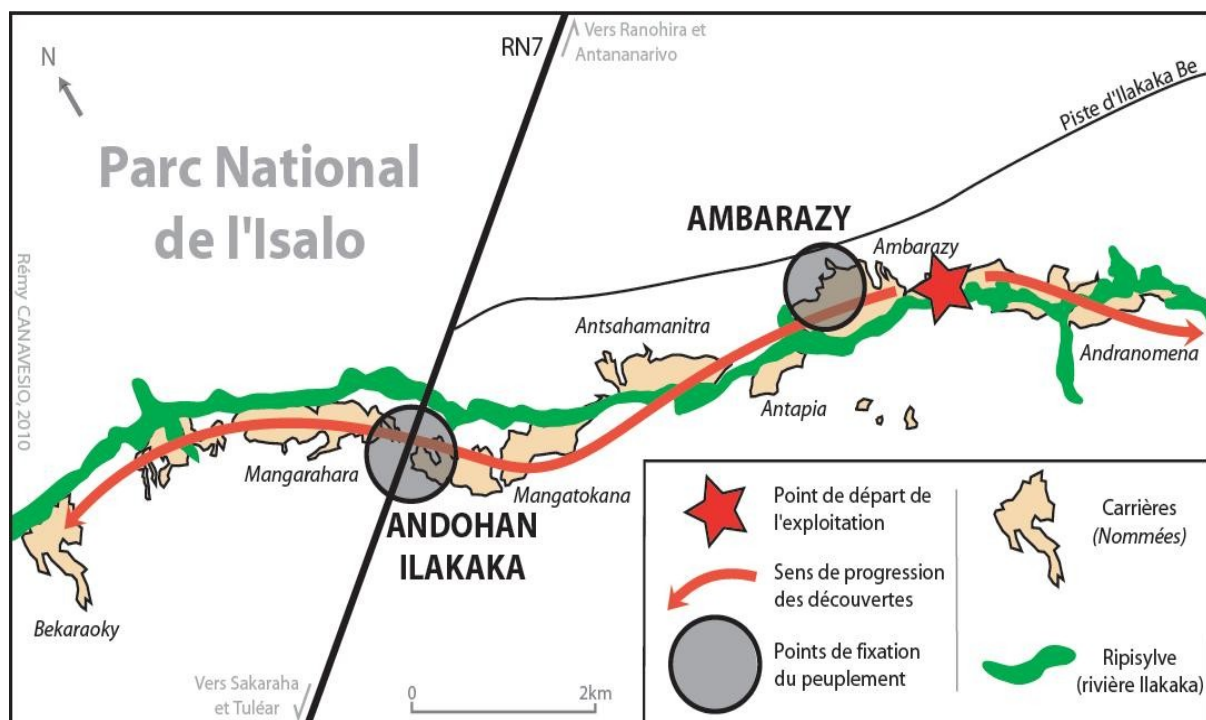 N
RN7
Vers Ranohira et
Antananarivo
Piste d'Ilakaka Be
Parc National
de l'Isalo
AMBARAZY
Ambarazy
Rémy CANAVESIO, 2010
Antsahamanitra
Andranomena
Antapia
Mangarahara
Mangatokana
ANDOHAN
ILAKAKA
Bekaraoky
Vers Sakaraha
et Tuléar
0
2km
Point de départ de
l'exploitation
Sens de progression
des découvertes
Points de fixation
du peuplement
Carrières
(Nommées)
Ripisylve
(rivière Ilakaka)